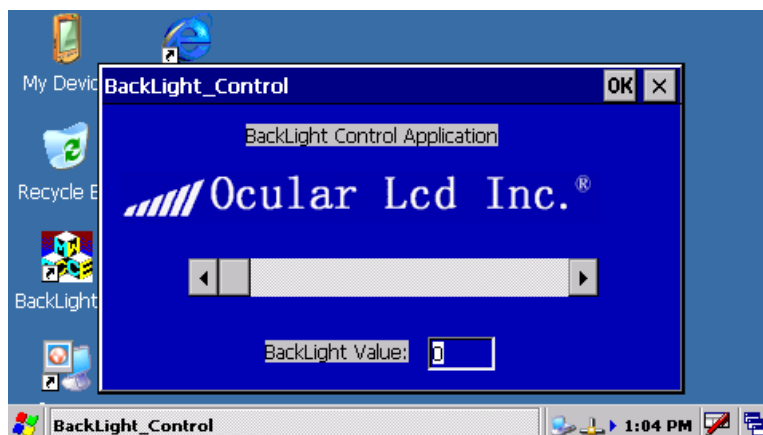 My Devic
BackLight_Control OK
BackLight Control Application
Recycle B
Ocular Lcd Inc.®
BackLight
BackLight Value: 0
BackLight_Control 1:04 PM